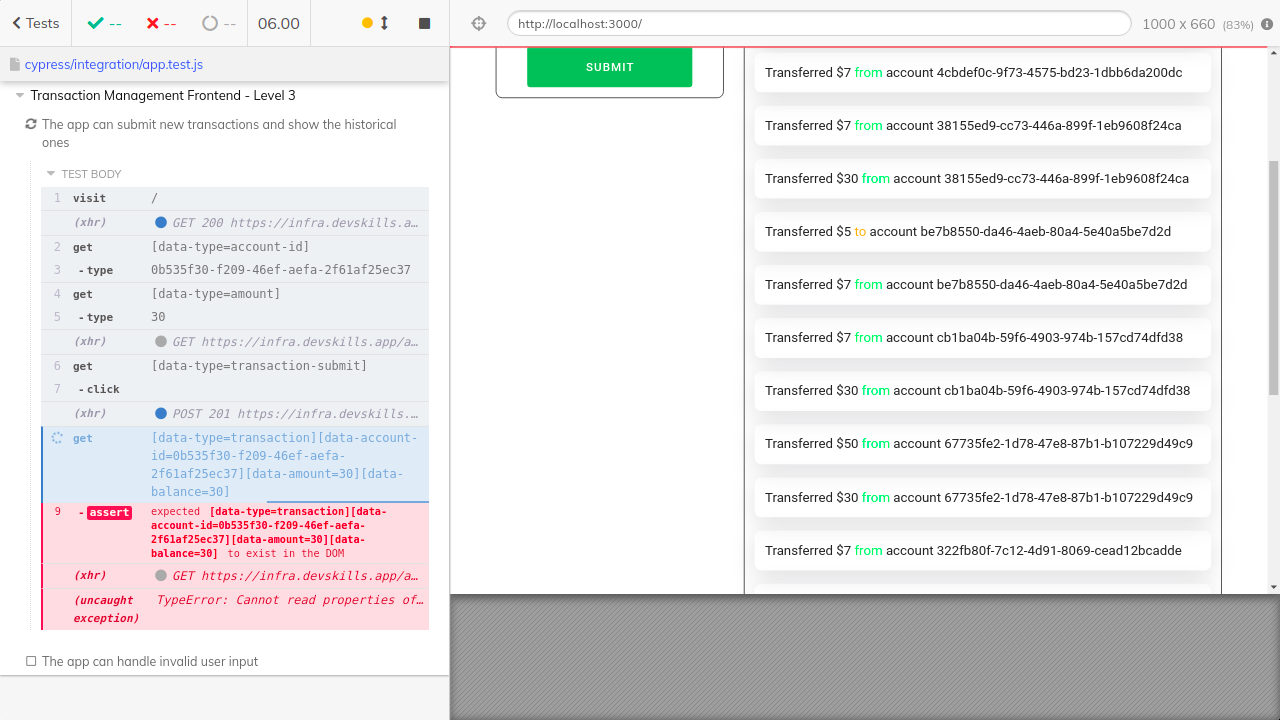 Tests
--
--
--
06.00
cypress/integration/app.test.js
Transaction Management Frontend - Level 3
The app can submit new transactions and show the historical
ones
TEST BODY
1 visit /
(xhr) GET 200 https://infra.devskills.a…
2 get [data-type=account-id]
3 -type 0b535f30-f209-46ef-aefa-2f61af25ec37
4 get [data-type=amount]
5 -type 30
(xhr) GET https://infra.devskills.app/a…
6 get [data-type=transaction-submit]
7 -click
(xhr) POST 201 https://infra.devskills.…
get [data-type=transaction][data-account-
id=0b535f30-f209-46ef-aefa-
2f61af25ec37][data-amount=30][data-
balance=30]
9 -assert expected [data-type=transaction][data-
account-id=0b535f30-f209-46ef-aefa-
2f61af25ec37][data-amount=30][data-
balance=30] to exist in the DOM
(xhr) GET https://infra.devskills.app/a…
(uncaught TypeError: Cannot read properties of…
exception)
The app can handle invalid user input
http://localhost:3000/
1000 x 660 (83%)
SUBMIT
Transferred $7 from account 4cbdef0c-9f73-4575-bd23-1dbb6da200dc
Transferred $7 from account 38155ed9-cc73-446a-899f-1eb9608f24ca
Transferred $30 from account 38155ed9-cc73-446a-899f-1eb9608f24ca
Transferred $5 to account be7b8550-da46-4aeb-80a4-5e40a5be7d2d
Transferred $7 from account be7b8550-da46-4aeb-80a4-5e40a5be7d2d
Transferred $7 from account cb1ba04b-59f6-4903-974b-157cd74dfd38
Transferred $30 from account cb1ba04b-59f6-4903-974b-157cd74dfd38
Transferred $50 from account 67735fe2-1d78-47e8-87b1-b107229d49c9
Transferred $30 from account 67735fe2-1d78-47e8-87b1-b107229d49c9
Transferred $7 from account 322fb80f-7c12-4d91-8069-cead12bcadde